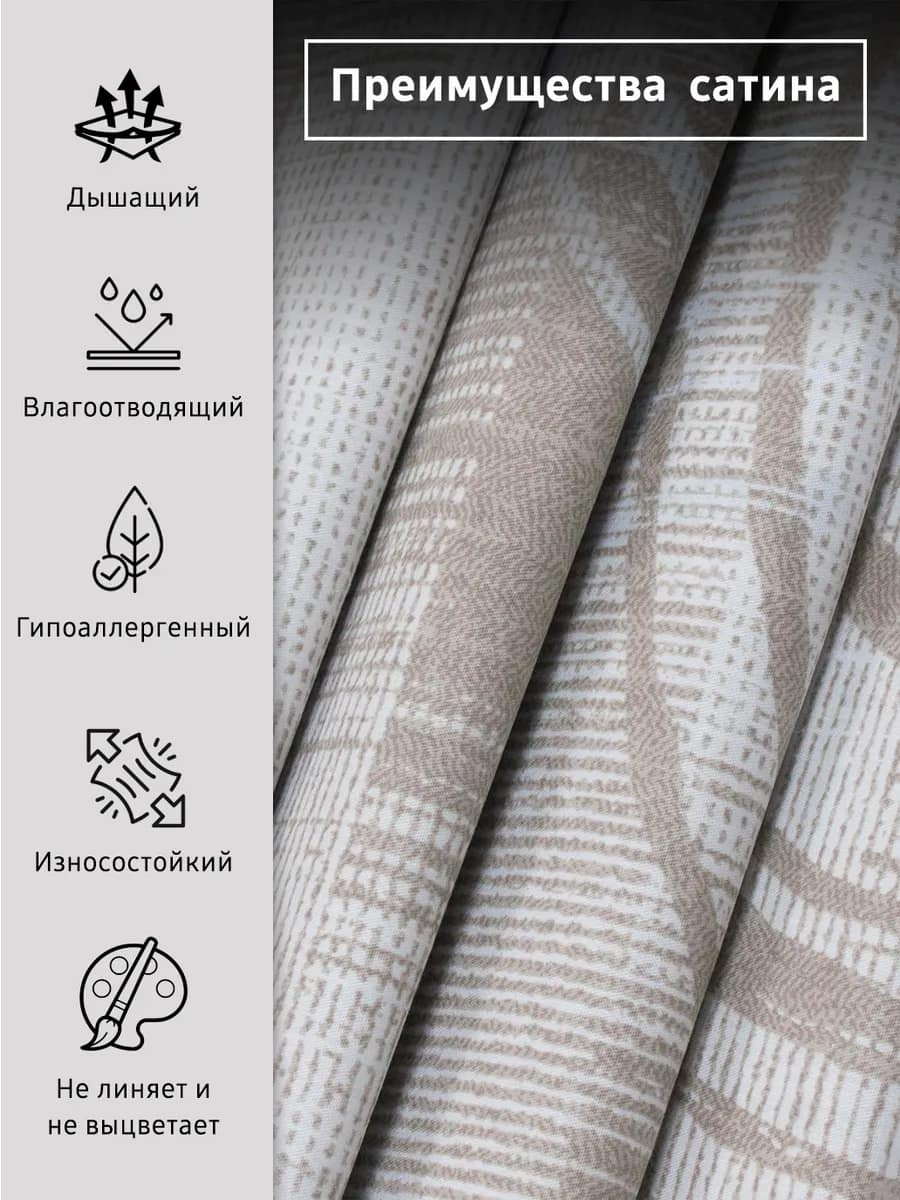 Преимущества сатина
Дышащий
Влагоотводящий
Гипоаллергенный
Износостойкий
Не линяет и
не выцветает